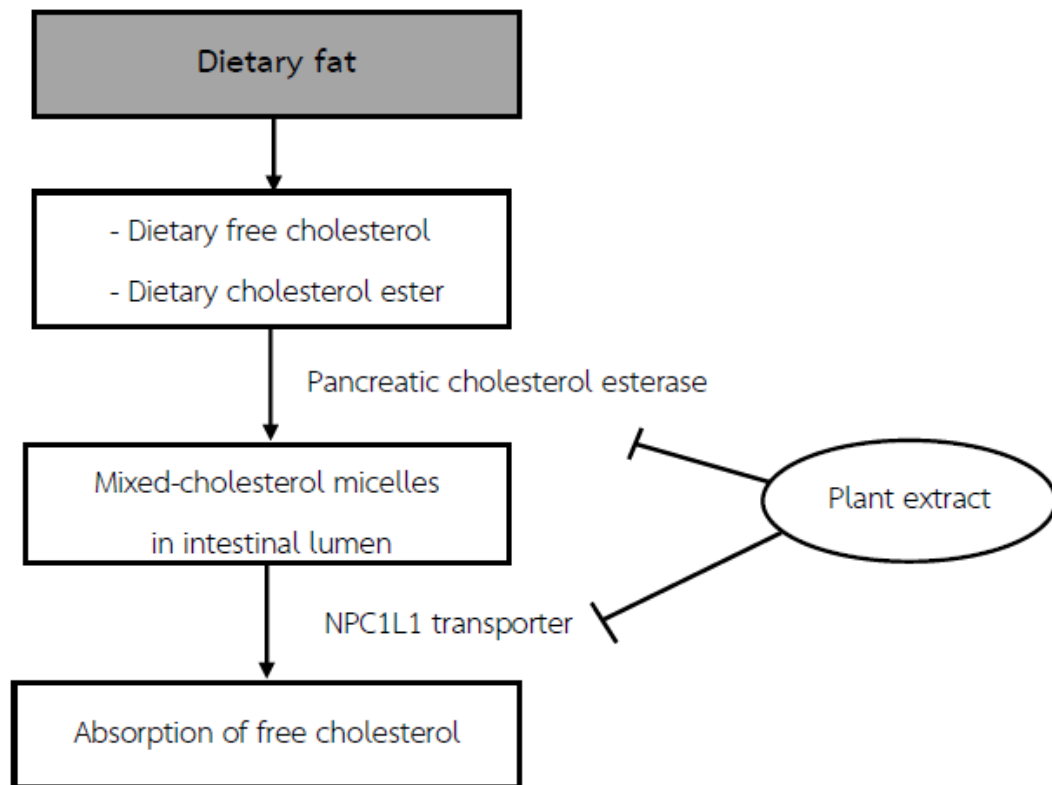 Dietary fat
- Dietary free cholesterol
- Dietary cholesterol ester
Pancreatic cholesterol esterase
Mixed-cholesterol micelles
in intestinal lumen
Plant extract
NPC1L1 transporter
Absorption of free cholesterol